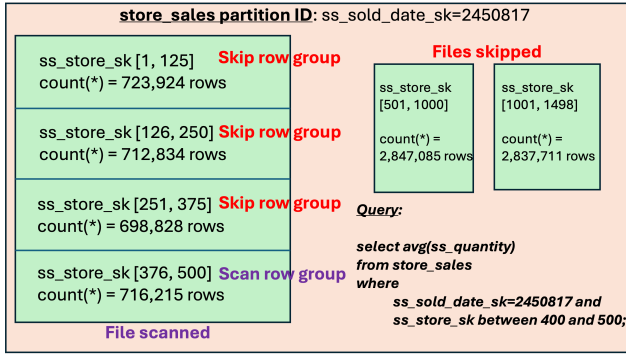 store_sales partition ID: ss_sold_date_sk=2450817
ss_store_sk [1, 125]
count(*) = 723,924 rows
Skip row group
ss_store_sk [126, 250]
count(*) = 712,834 rows
Skip row group
ss_store_sk [251, 375]
count(*) = 698,828 rows
Skip row group
ss_store_sk [376, 500]
count(*) = 716,215 rows
Scan row group
File scanned
Files skipped
ss_store_sk
[501, 1000]
count(*) =
2,847,085 rows
ss_store_sk
[1001, 1498]
count(*) =
2,837,711 rows
Query:
select avg(ss_quantity)
from store_sales
where
ss_sold_date_sk=2450817 and
ss_store_sk between 400 and 500;